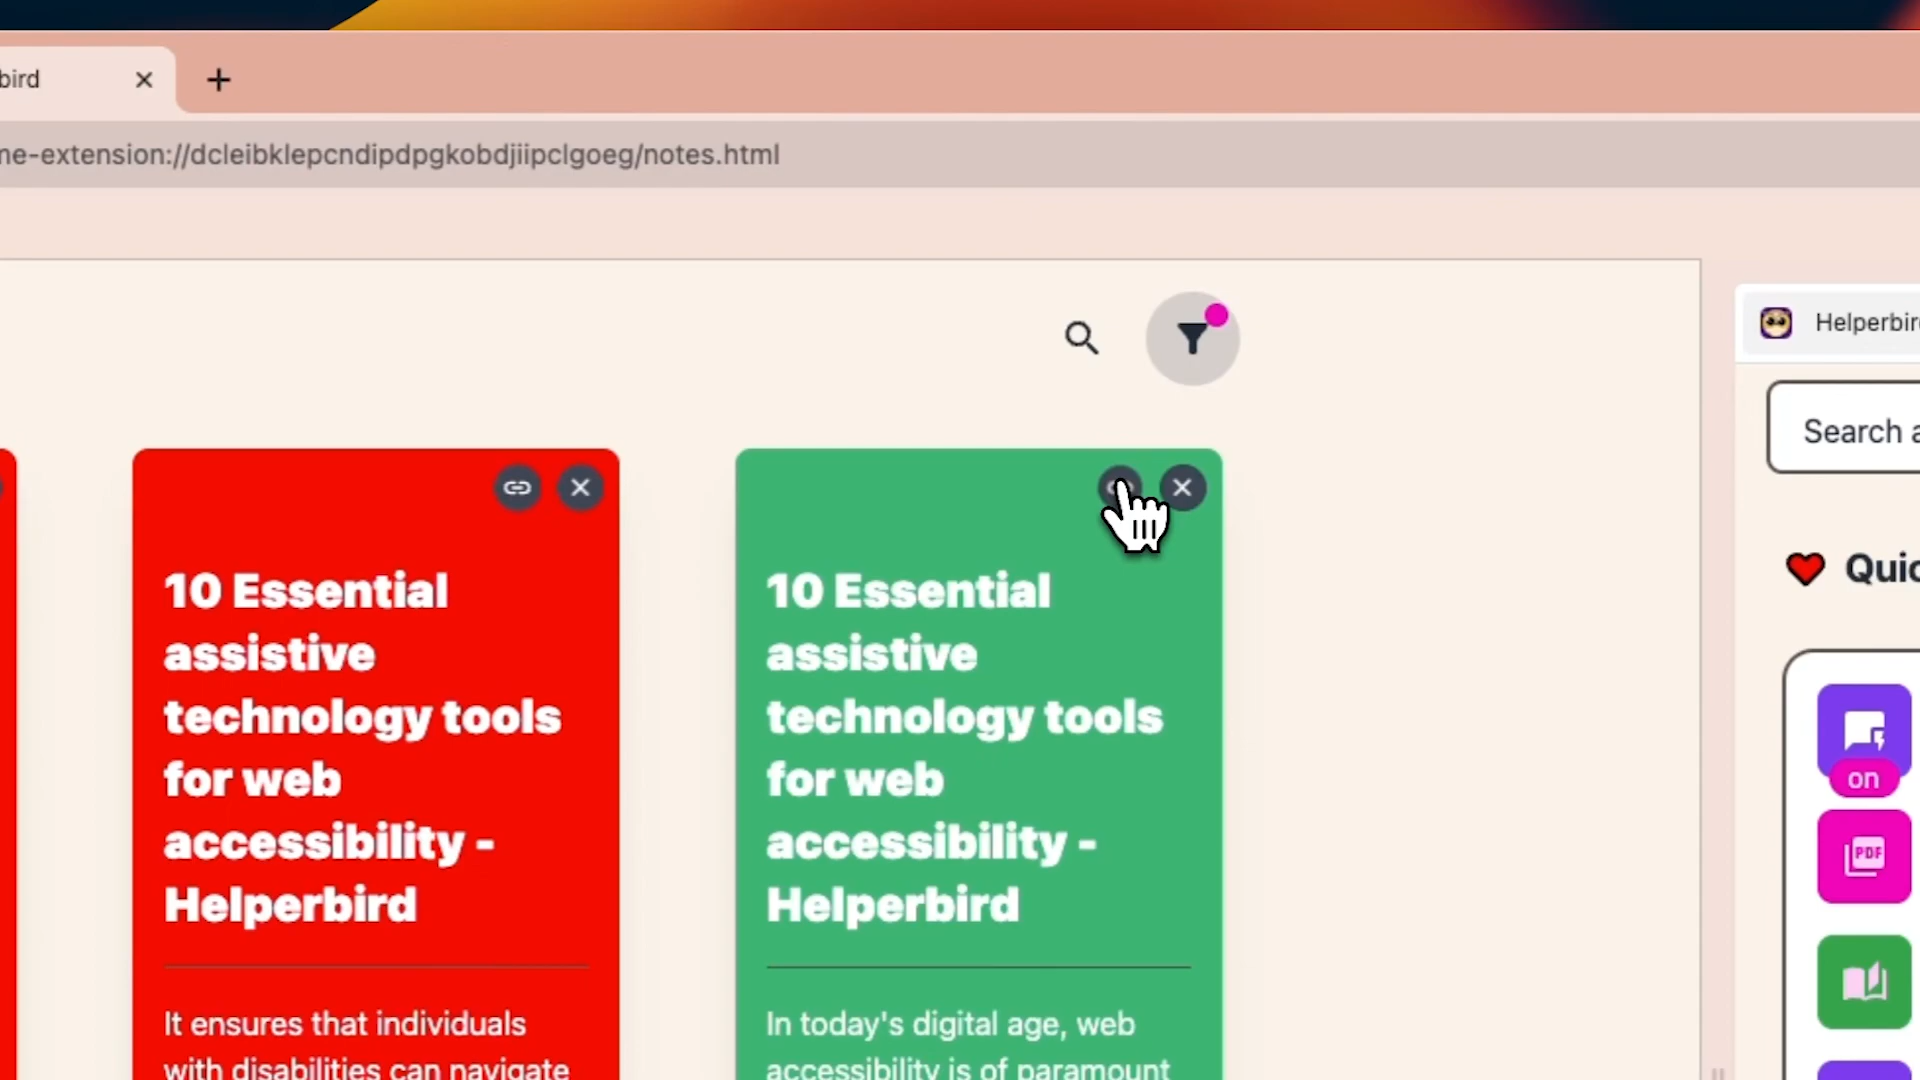 bird
me-extension://dcleibklepcndipdpgkobdjiipclgoeg/notes.html
Helperbird
Search a
Quic
on
PDF
10 Essential
assistive
technology tools
for web
accessibility -
Helperbird
It ensures that individuals
with disabilities can navigate
10 Essential
assistive
technology tools
for web
accessibility -
Helperbird
In today's digital age, web
accessibility is of paramount